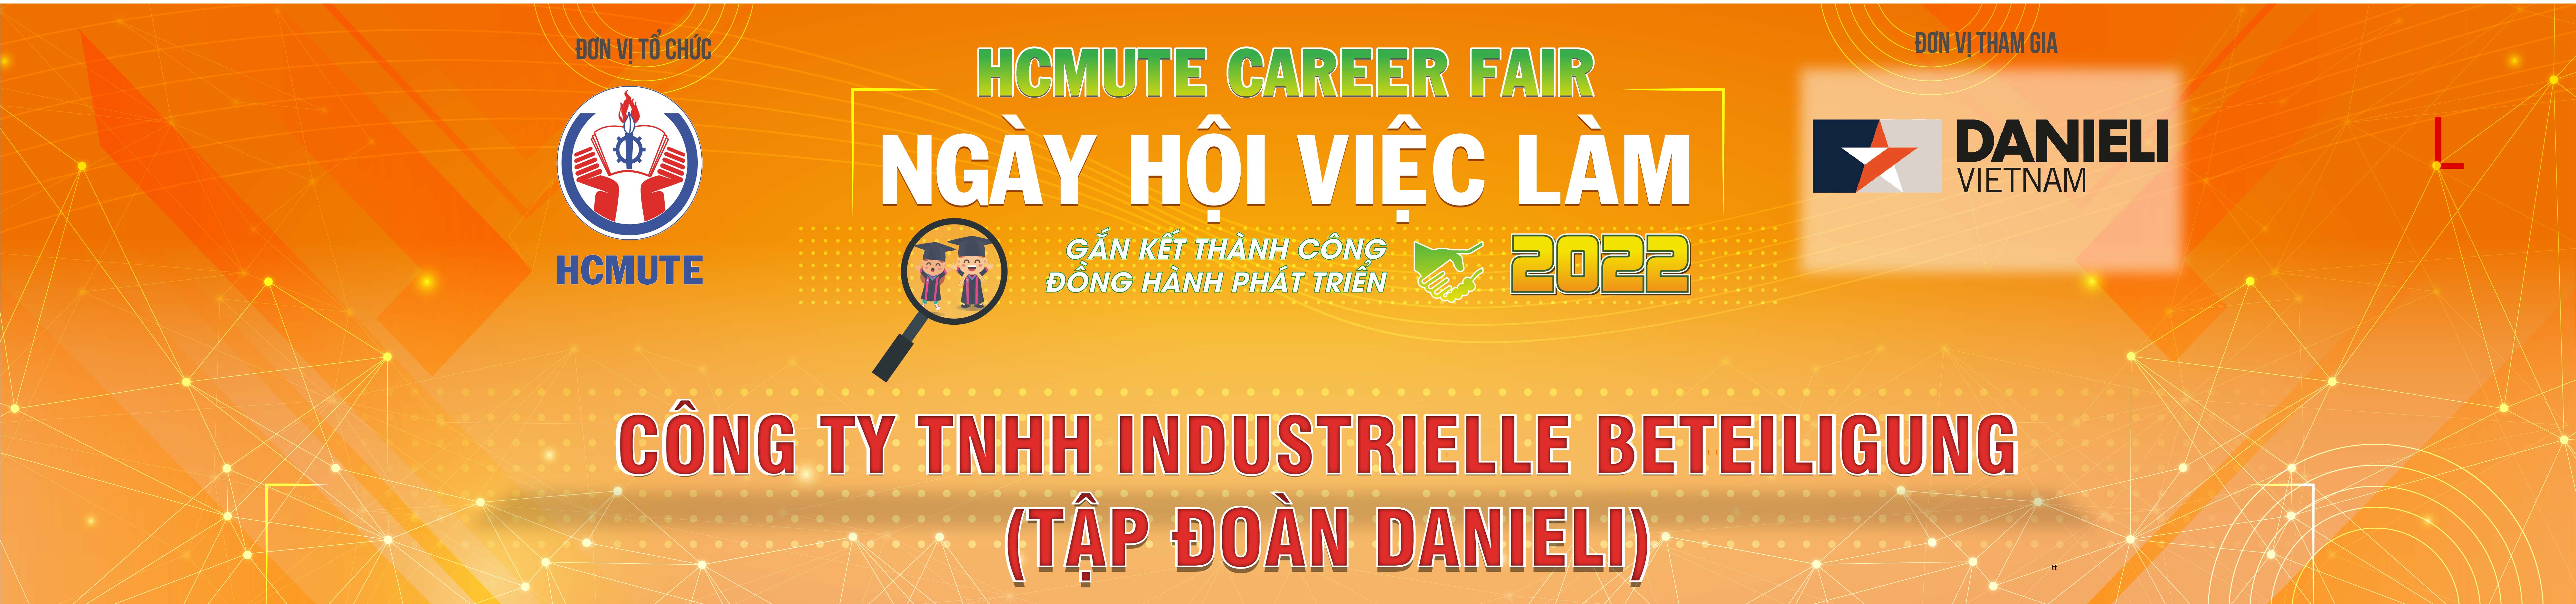 ĐƠN VỊ TỔ CHỨC
HCMUTE
HCMUTE CAREER FAIR
NGÀY HỘI VIỆC LÀM
GẮN KẾT THÀNH CÔNG
ĐỒNG HÀNH PHÁT TRIỂN
2022
ĐƠN VỊ THAM GIA
DANIELI
VIETNAM
L
CÔNG TY TNHH INDUSTRIELLE BETEILIGUNG
(TẬP ĐOÀN DANIELI)
tt